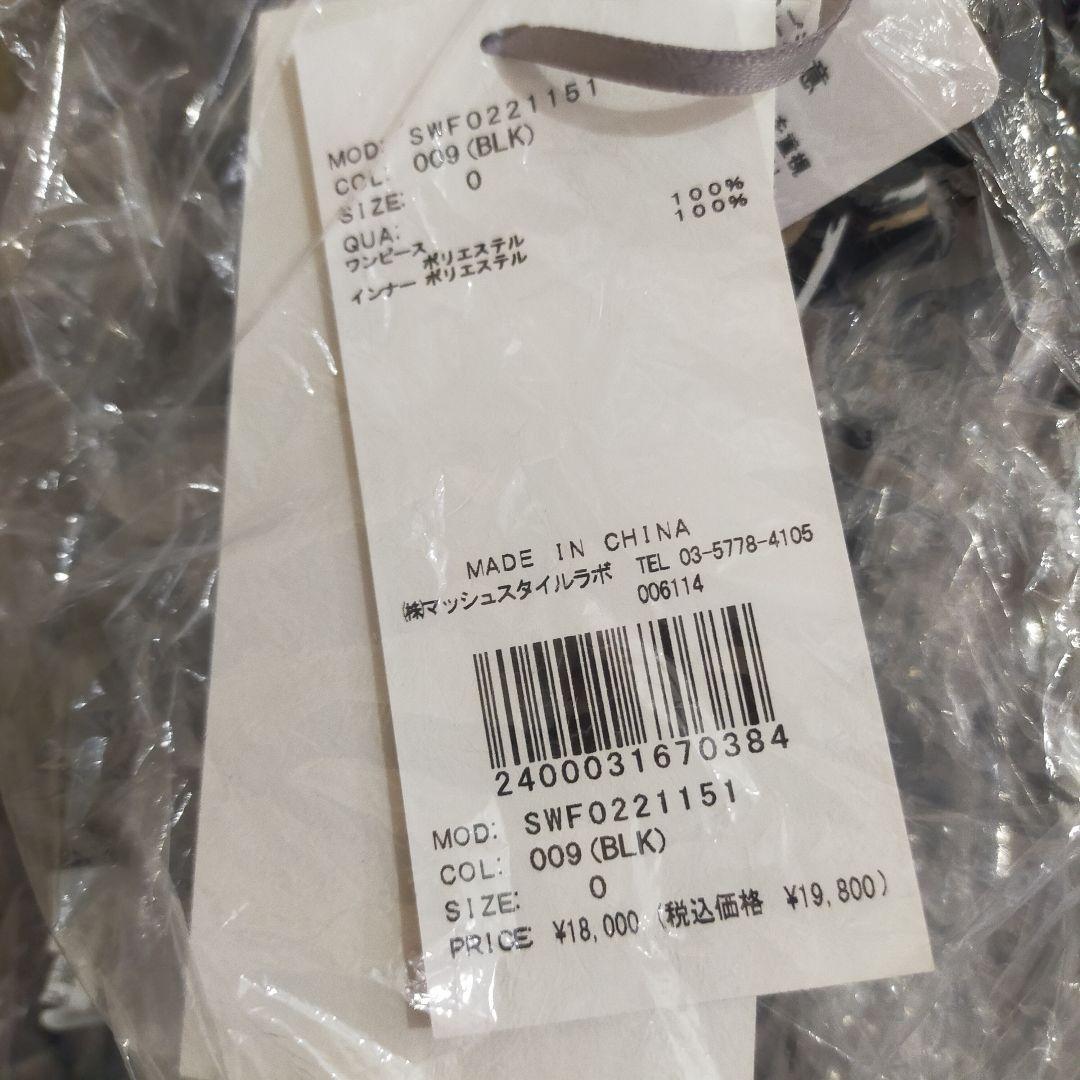 MOD: SWFO221151
COL: 009(BLK)
SIZE: 0
QUA:
ワンピース ポリエステル 100%
インナー ポリエステル 100%
MADE IN CHINA
㈱マッシュスタイルラボ TEL 03-5778-4105
006114
2400031670384
MOD: SWFO221151
COL: 009(BLK)
SIZE: 0
PRICE: ¥18,000 (税込価格 ¥19,800)